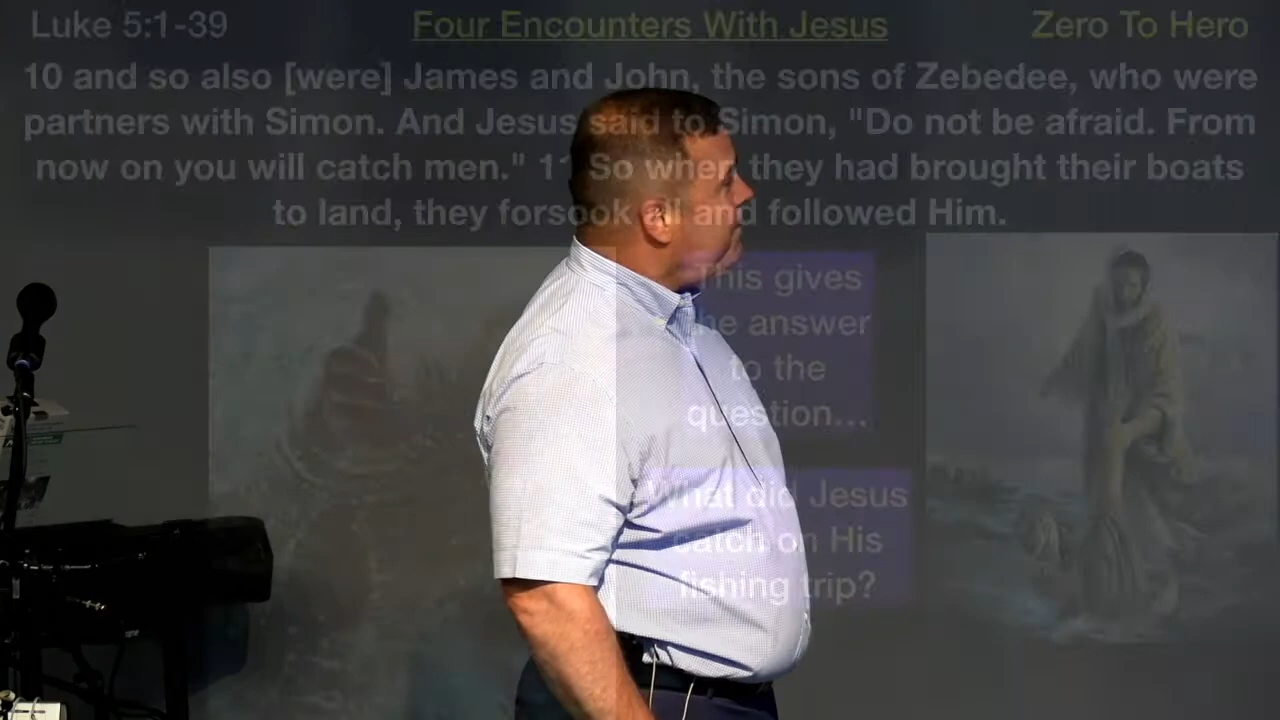 Luke 5:1-39
Four Encounters With Jesus
Zero To Hero
10 and so also [were] James and John, the sons of Zebedee, who were
partners with Simon. And Jesus said to Simon, "Do not be afraid. From
now on you will catch men." 11 So when they had brought their boats
to land, they forsook and followed Him.
This gives
the answer
to the
question...
What did Jesus
catch on His
fishing trip?